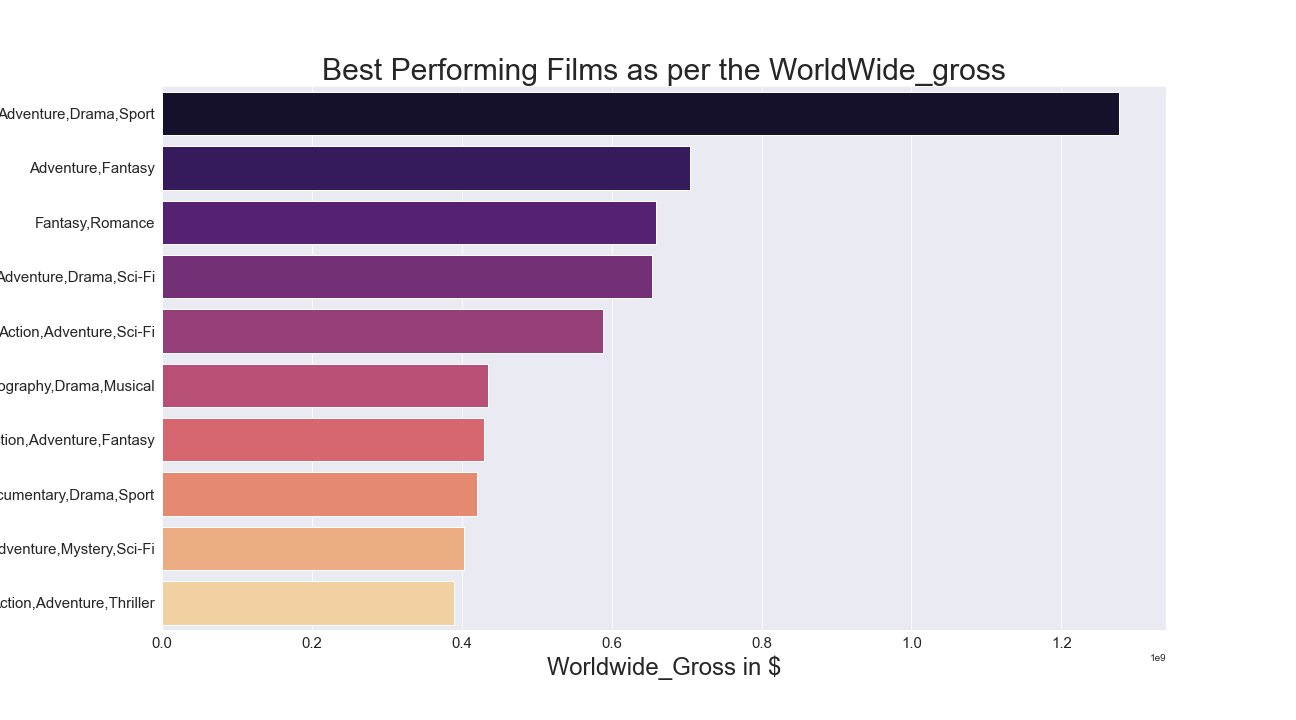 Best Performing Films as per the WorldWide_gross
Adventure,Drama,Sport
Adventure,Fantasy
Fantasy,Romance
Adventure,Drama,Sci-Fi
Action,Adventure,Sci-Fi
ography,Drama,Musical
tion,Adventure,Fantasy
cumentary,Drama,Sport
dventure,Mystery,Sci-Fi
ction,Adventure,Thriller
0.0 0.2 0.4 0.6 0.8 1.0 1.2
1e9
Worldwide_Gross in $